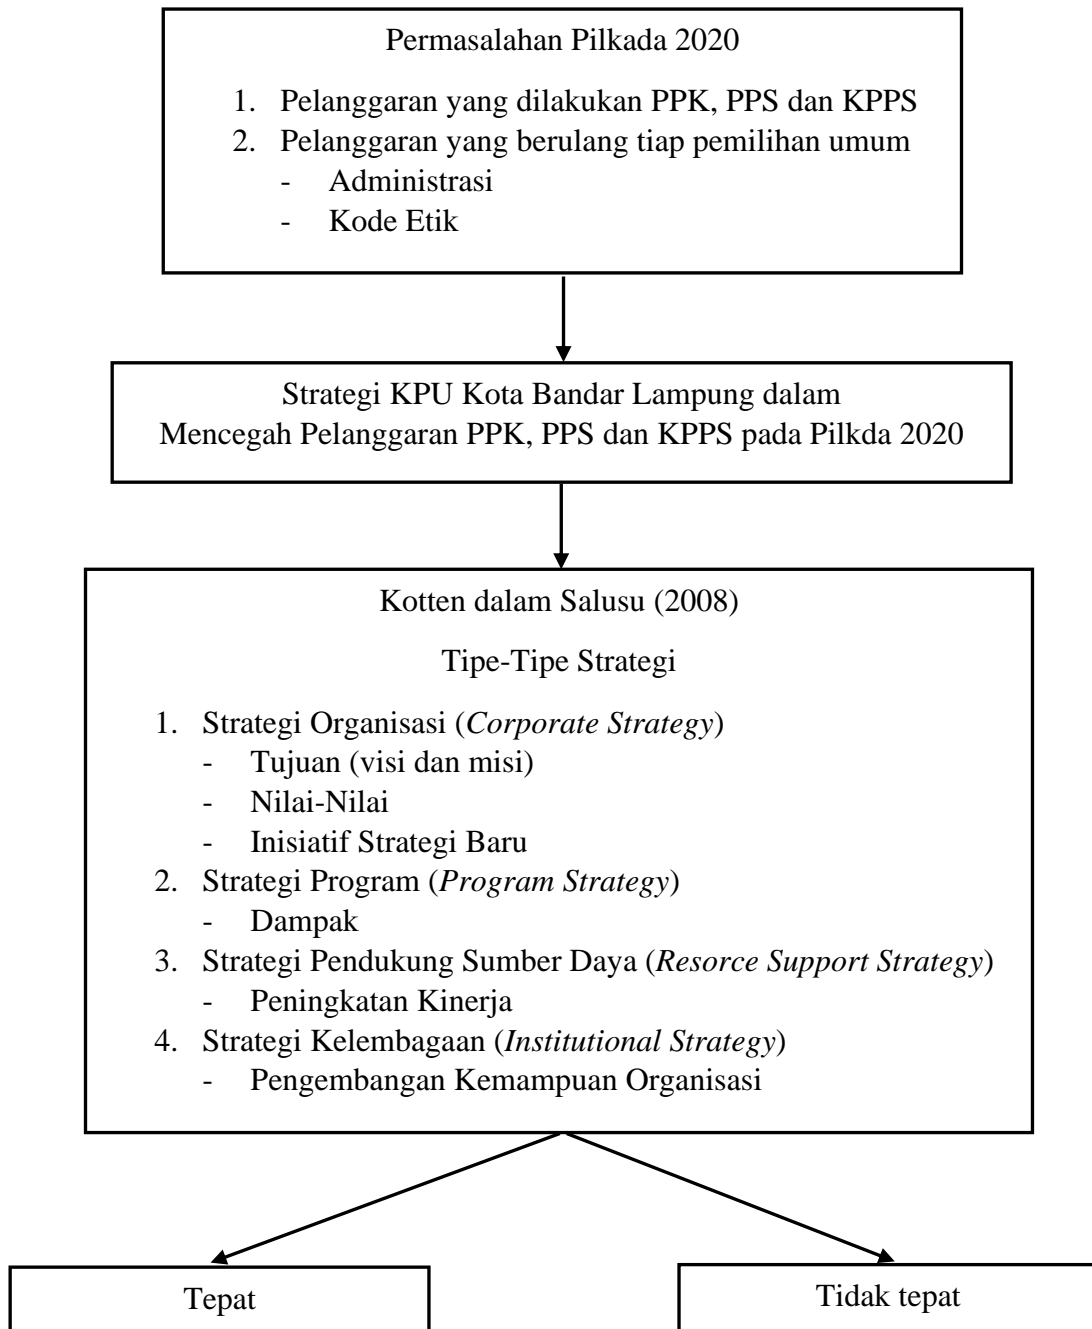 Permasalahan Pilkada 2020
1. Pelanggaran yang dilakukan PPK, PPS dan KPPS
2. Pelanggaran yang berulang tiap pemilihan umum
- Administrasi
- Kode Etik
Strategi KPU Kota Bandar Lampung dalam
Mencegah Pelanggaran PPK, PPS dan KPPS pada Pilkda 2020
Kotten dalam Salusu (2008)
Tipe-Tipe Strategi
1. Strategi Organisasi (Corporate Strategy)
- Tujuan (visi dan misi)
- Nilai-Nilai
- Inisiatif Strategi Baru
2. Strategi Program (Program Strategy)
- Dampak
3. Strategi Pendukung Sumber Daya (Resorce Support Strategy)
- Peningkatan Kinerja
4. Strategi Kelembagaan (Institutional Strategy)
- Pengembangan Kemampuan Organisasi
Tepat
Tidak tepat